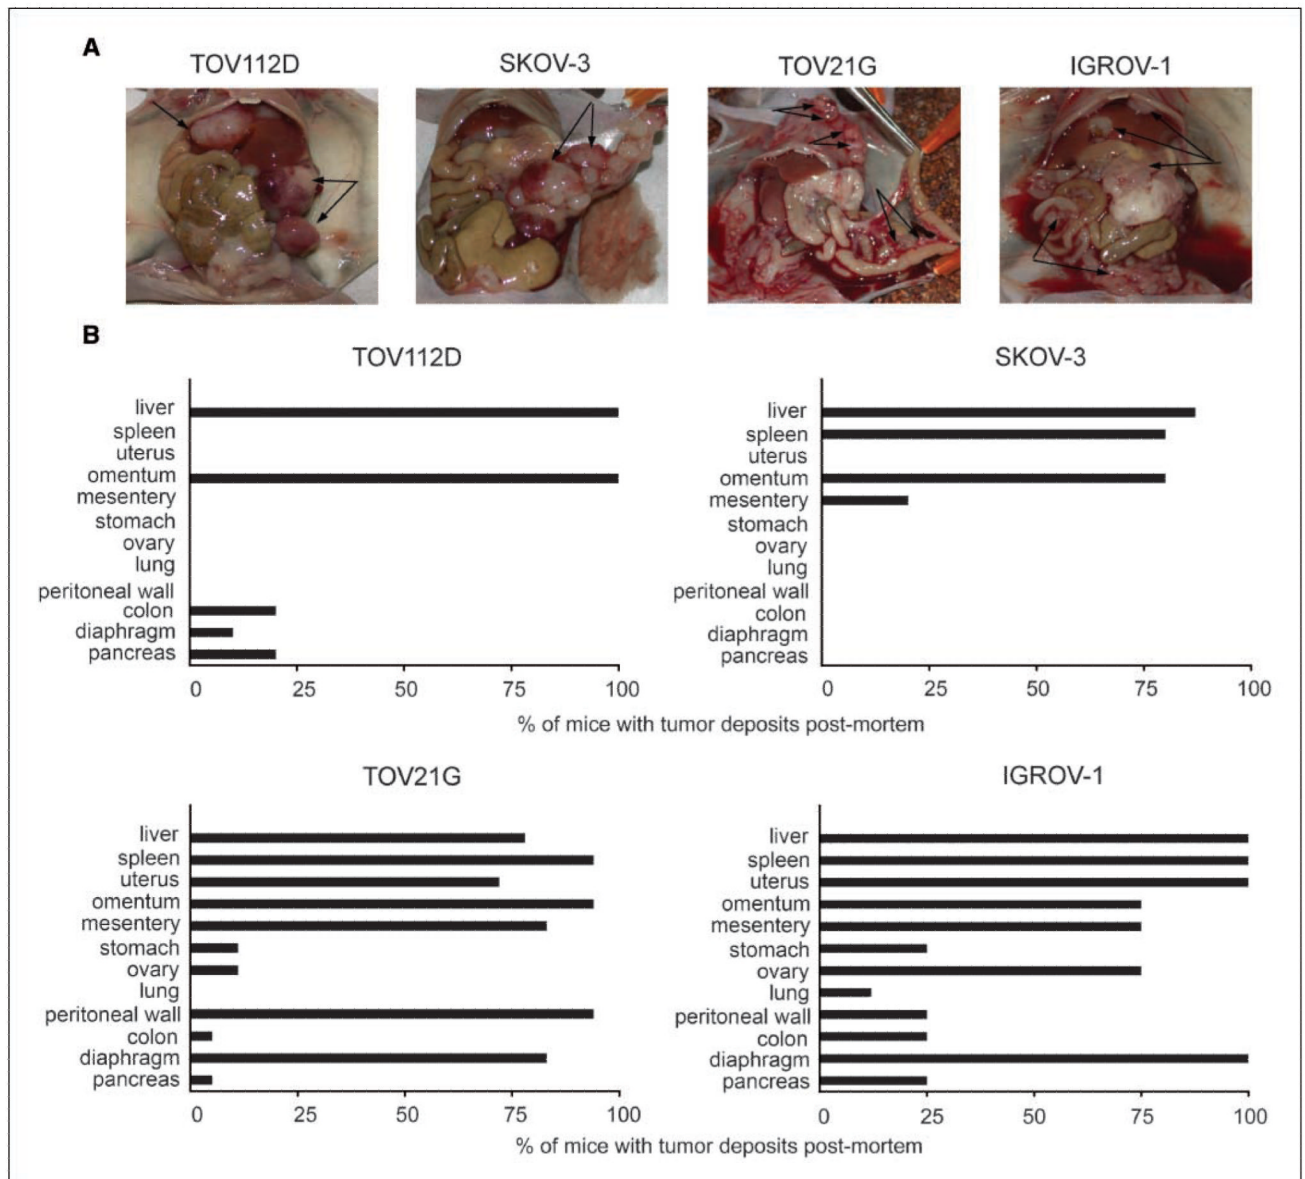 A
TOV112D
SKOV-3
TOV21G
IGROV-1
B
TOV112D
liver
spleen
uterus
omentum
mesentery
stomach
ovary
lung
peritoneal wall
colon
diaphragm
pancreas
0 25 50 75 100
SKOV-3
liver
spleen
uterus
omentum
mesentery
stomach
ovary
lung
peritoneal wall
colon
diaphragm
pancreas
0 25 50 75 100
% of mice with tumor deposits post-mortem
TOV21G
liver
spleen
uterus
omentum
mesentery
stomach
ovary
lung
peritoneal wall
colon
diaphragm
pancreas
0 25 50 75 100
IGROV-1
liver
spleen
uterus
omentum
mesentery
stomach
ovary
lung
peritoneal wall
colon
diaphragm
pancreas
0 25 50 75 100
% of mice with tumor deposits post-mortem